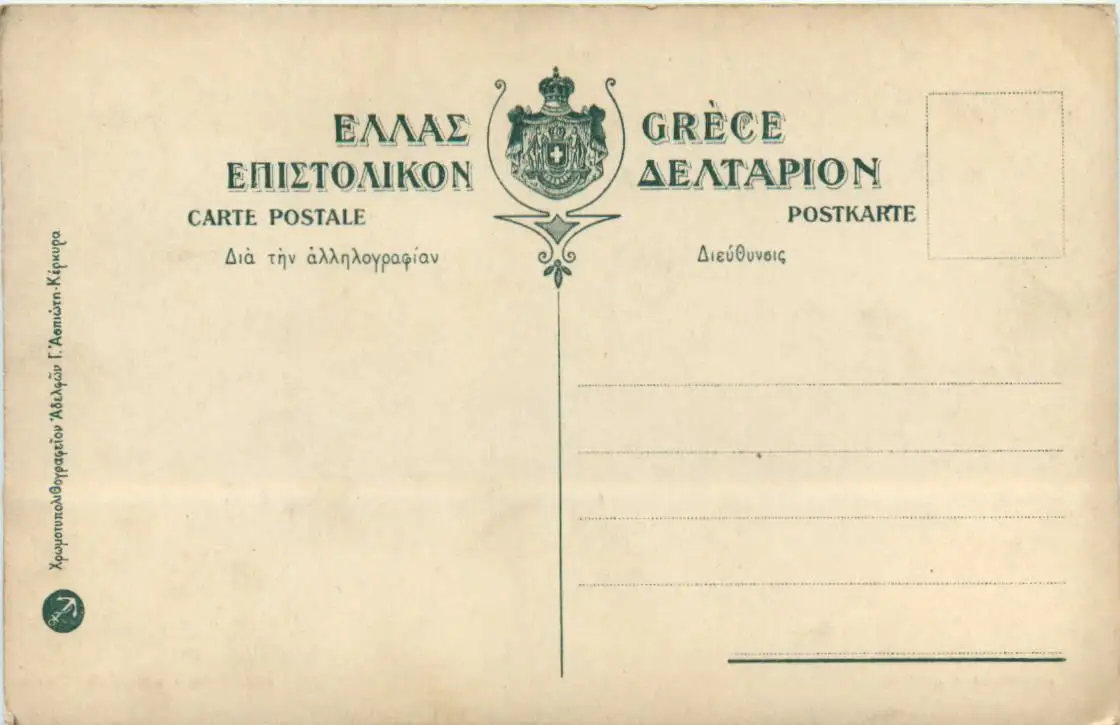 ΕΛΛΑΣ GRÈCE
ΕΠΙΣΤΟΛΙΚΟΝ ΔΕΛΤΑΡΙΟΝ
CARTE POSTALE POSTKARTE
Διὰ τὴν ἀλληλογραφίαν Διεύθυνσις
Χρωμοτυπολιθογραφεῖον Ἀδελφῶν Γ. Ἀσπιώτη-Κέρκυρα